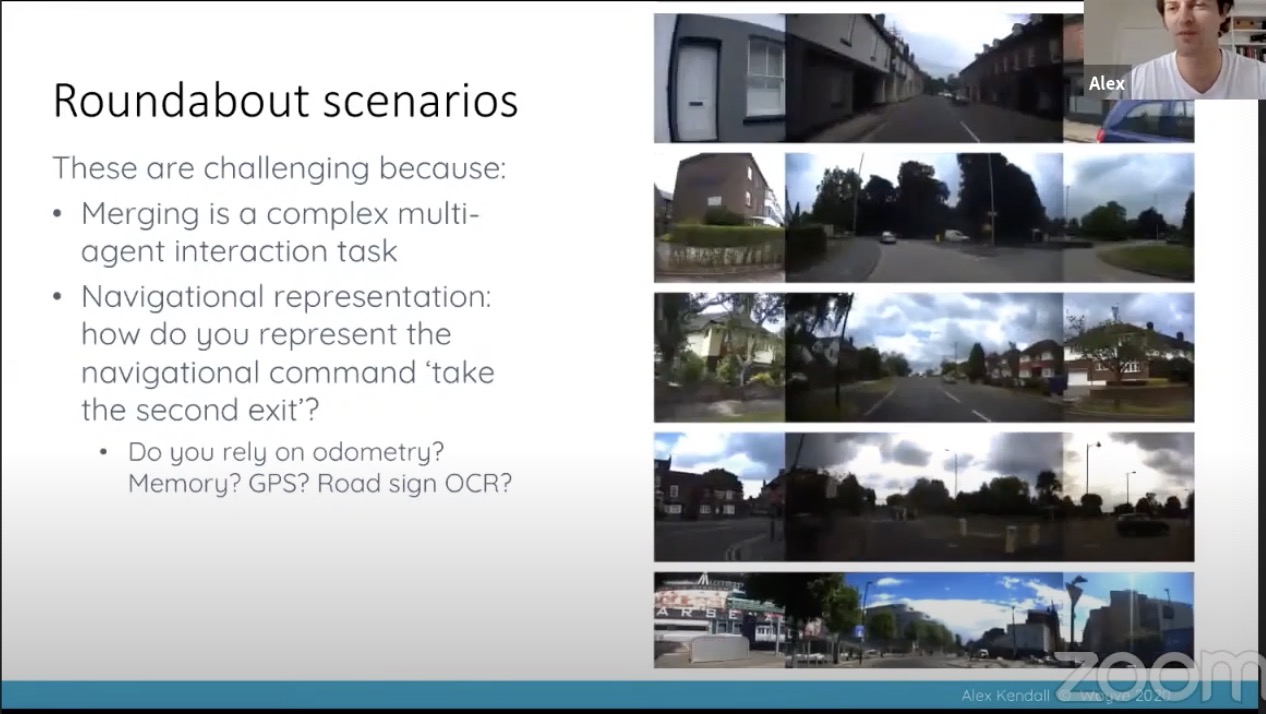 Roundabout scenarios
Alex
These are challenging because:
• Merging is a complex multi-
agent interaction task
• Navigational representation:
how do you represent the
navigational command ‘take
the second exit’?
• Do you rely on odometry?
Memory? GPS? Road sign OCR?
ARSE
zoom
Alex Kendall © Wayve 2020